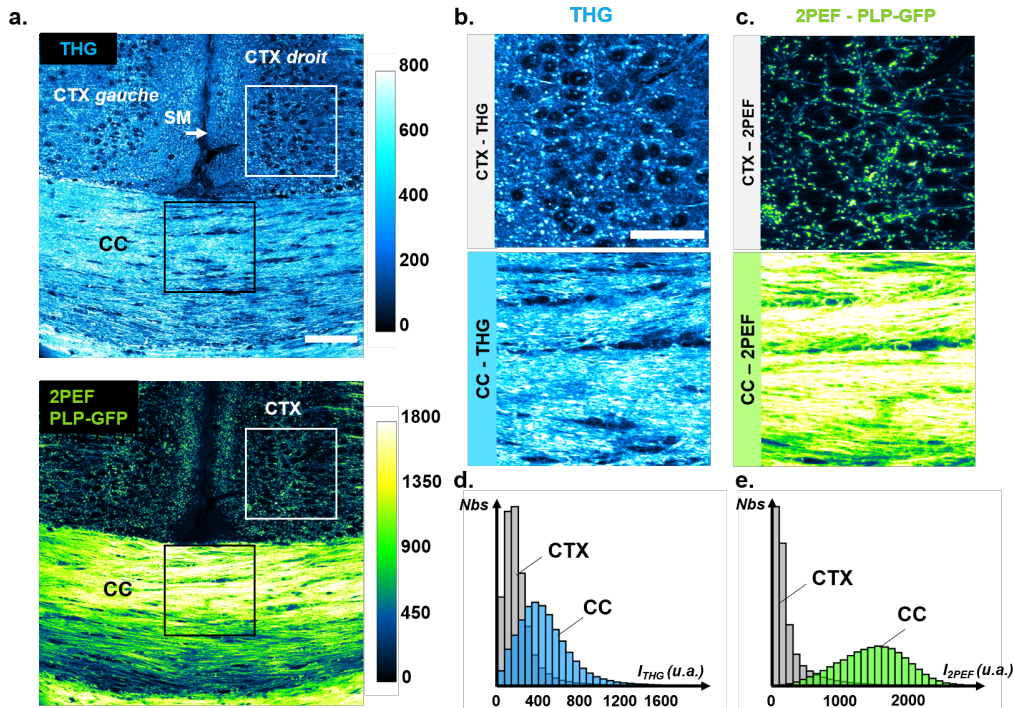 a.
THG
CTX gauche
CTX droit
SM
CC
800
600
400
200
0
2PEF
PLP-GFP
CTX
CC
1800
1350
900
450
0
b.
THG
CTX - THG
CC - THG
c.
2PEF - PLP-GFP
CTX – 2PEF
CC – 2PEF
d.
Nbs
CTX
CC
I_THG (u.a.)
0 400 800 1200 1600
e.
Nbs
CTX
CC
I_2PEF (u.a.)
0 1000 2000